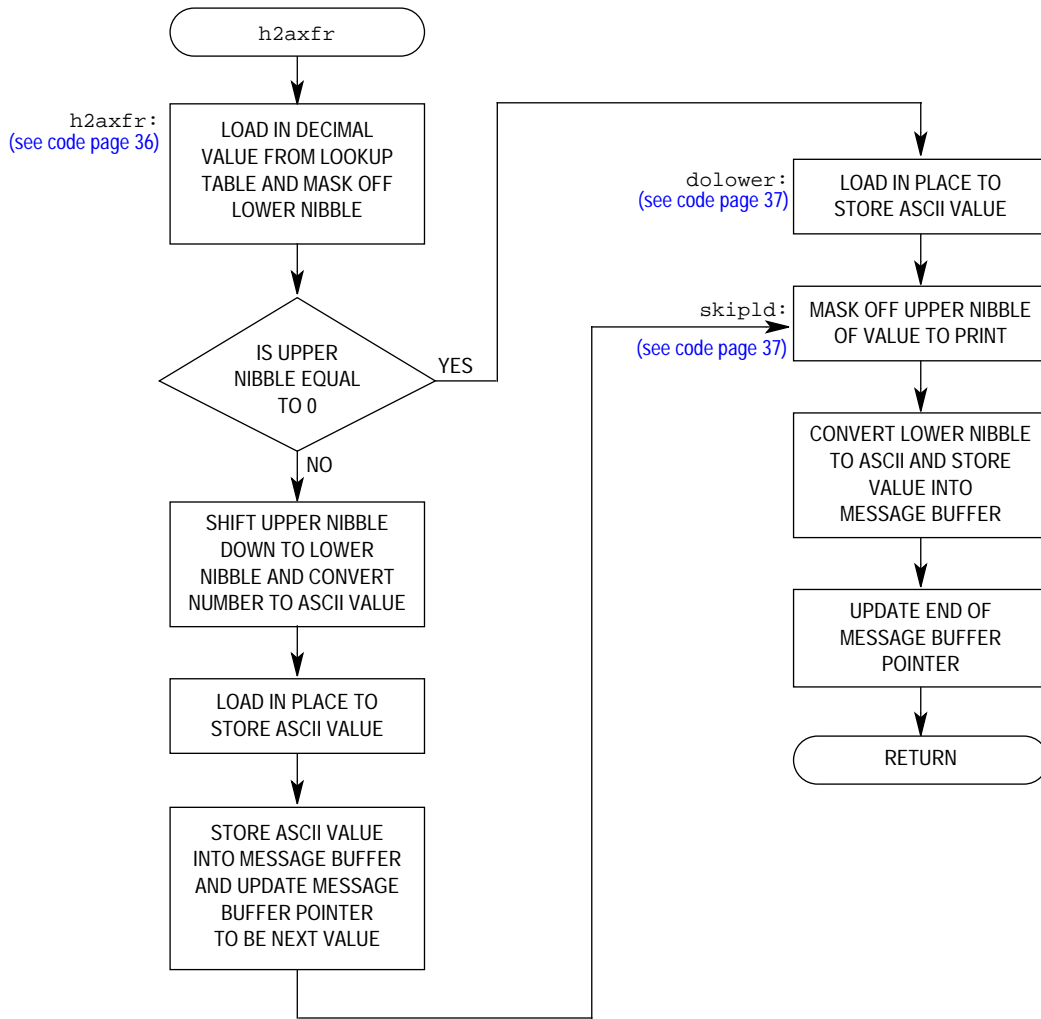 h2axfr
h2axfr:
(see code page 36)
LOAD IN DECIMAL
VALUE FROM LOOKUP
TABLE AND MASK OFF
LOWER NIBBLE
IS UPPER
NIBBLE EQUAL
TO 0
YES
NO
SHIFT UPPER NIBBLE
DOWN TO LOWER
NIBBLE AND CONVERT
NUMBER TO ASCII VALUE
LOAD IN PLACE TO
STORE ASCII VALUE
STORE ASCII VALUE
INTO MESSAGE BUFFER
AND UPDATE MESSAGE
BUFFER POINTER
TO BE NEXT VALUE
dolower:
(see code page 37)
LOAD IN PLACE TO
STORE ASCII VALUE
skipld:
(see code page 37)
MASK OFF UPPER NIBBLE
OF VALUE TO PRINT
CONVERT LOWER NIBBLE
TO ASCII AND STORE
VALUE INTO
MESSAGE BUFFER
UPDATE END OF
MESSAGE BUFFER
POINTER
RETURN